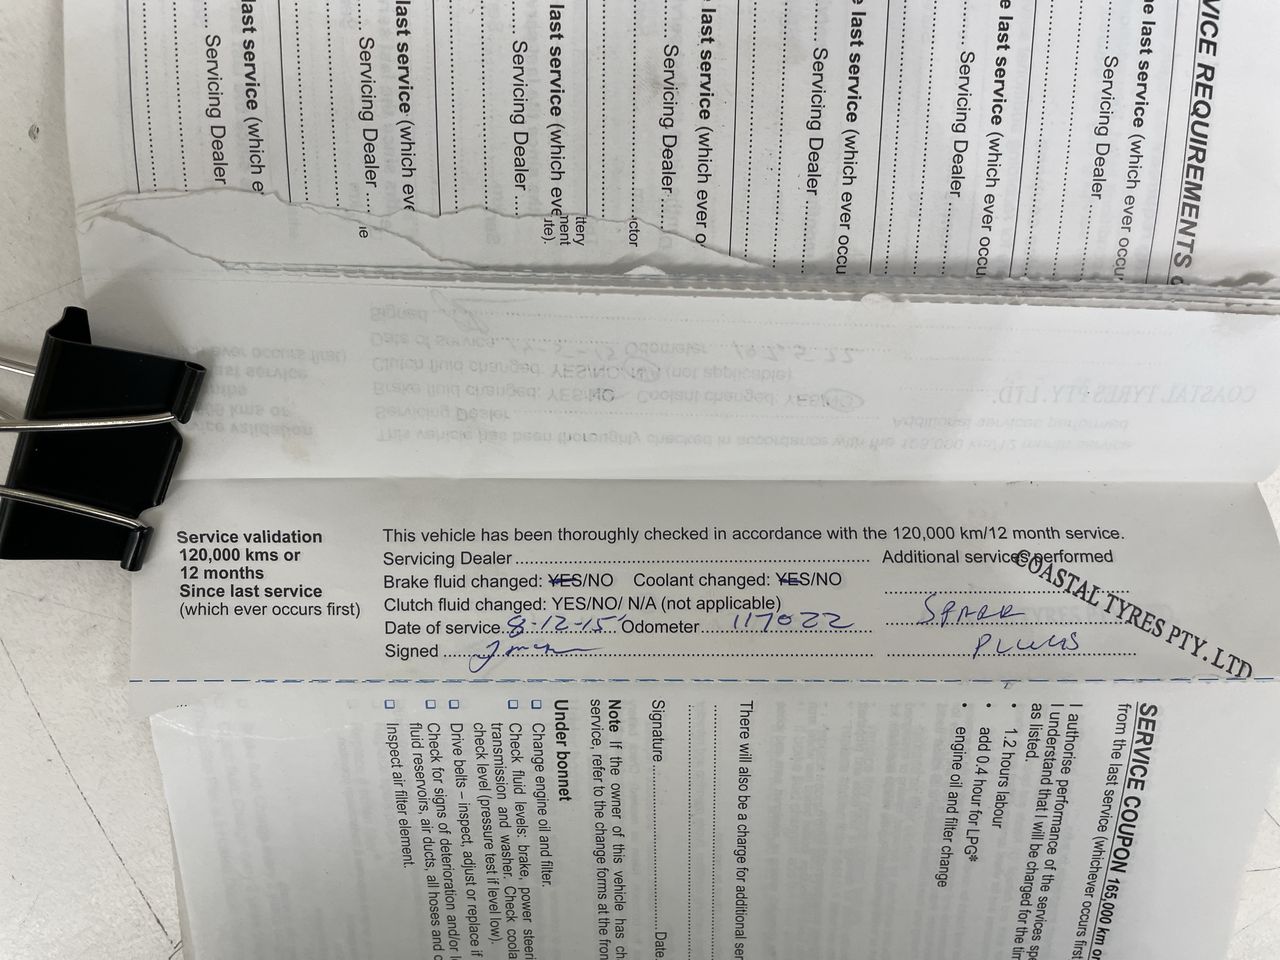 VICE REQUIREMENTS
e last service (which ever occu
Servicing Dealer
e last service (which ever occu
Servicing Dealer
e last service (which ever occu
Servicing Dealer
last service (which ever o
Servicing Dealer
last service (which eve
Servicing Dealer
last service (which eve
Servicing Dealer
last service (which e
Servicing Dealer
ttery
ment
ite).
ctor
Service validation
120,000 kms or
12 months
Since last service
(which ever occurs first)
This vehicle has been thoroughly checked in accordance with the 120,000 km/12 month service.
Servicing Dealer
Additional services performed
Brake fluid changed: YES/NO Coolant changed: YES/NO
Clutch fluid changed: YES/NO/ N/A (not applicable)
Date of service 8-12-15 Odometer 117022
Signed
SPARK
PLUGS
COASTAL TYRES PTY. LTD
SERVICE COUPON 165,000 km or
from the last service (whichever occurs first
I authorise performance of the services spe
I understand that I will be charged for the tim
as listed.
• 1.2 hours labour
• add 0.4 hour for LPG*
• engine oil and filter change
There will also be a charge for additional ser
Signature Date
Note If the owner of this vehicle has ch
service, refer to the change forms at the fron
Under bonnet
Change engine oil and filter.
Check fluid levels: brake, power steeri
transmission and washer. Check coola
check level (pressure test if level low).
Drive belts – inspect, adjust or replace if
Check for signs of deterioration and/or l
fluid reservoirs, air ducts, all hoses and c
Inspect air filter element.